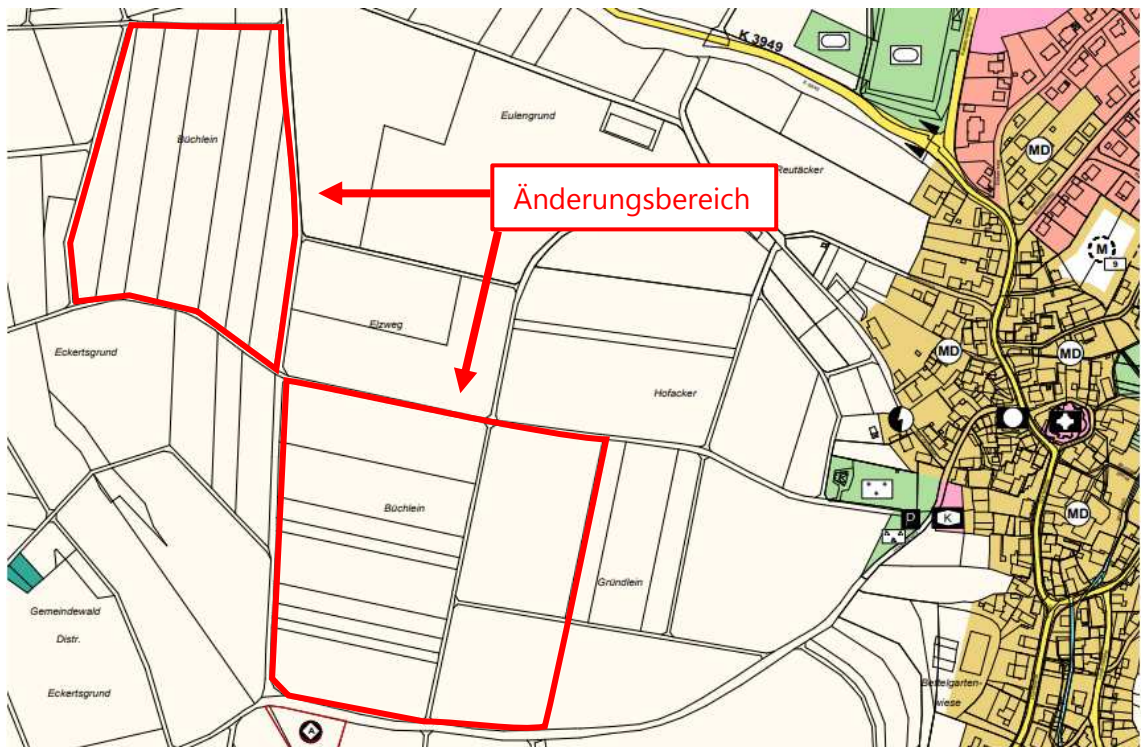 K 3949
K 3949
Eulengrund
Büchlein
MD
Reutäcker
Änderungsbereich
M
9
Elzweg
Eckertsgrund
MD
MD
Hofacker
Büchlein
MD
P
K
Gründlein
Gemeindewald
Distr.
Eckertsgrund
Bettelgarten-
wiese
A